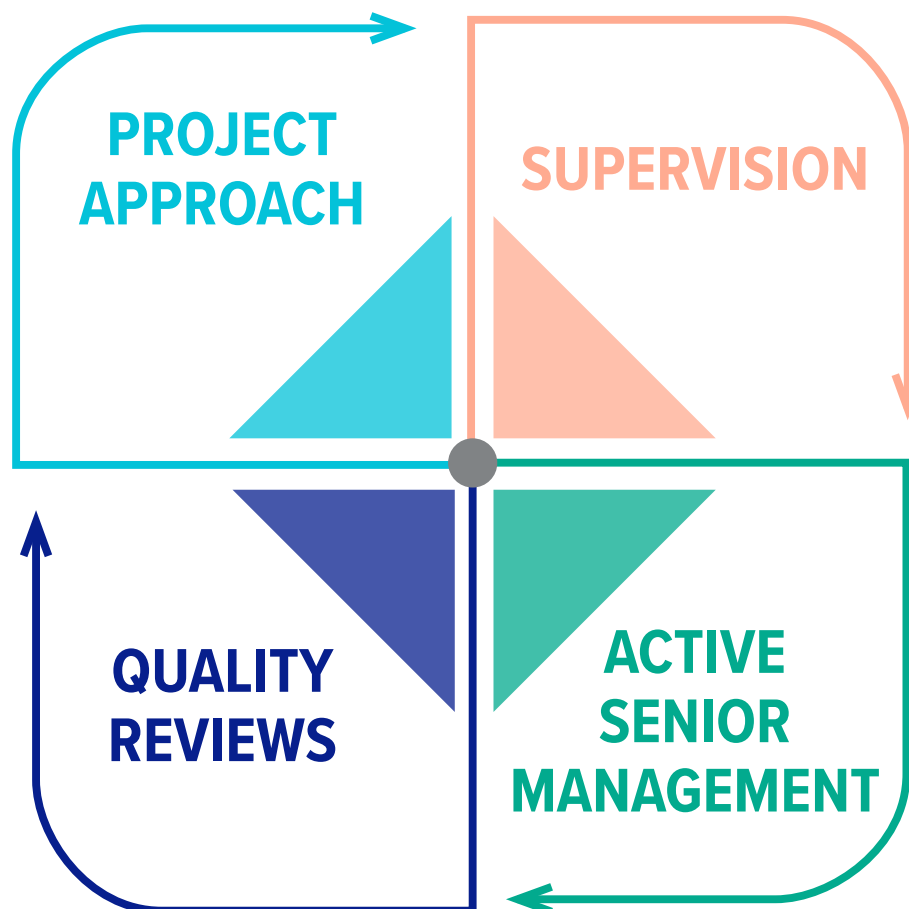 PROJECT
APPROACH
SUPERVISION
QUALITY
REVIEWS
ACTIVE
SENIOR
MANAGEMENT